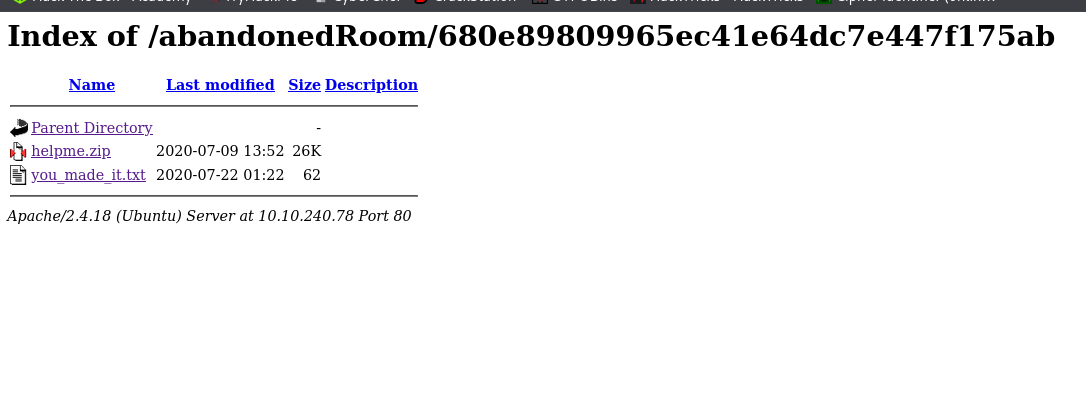 Index of /abandonedRoom/680e89809965ec41e64dc7e447f175ab
Name Last modified Size Description
Parent Directory -
helpme.zip 2020-07-09 13:52 26K
you_made_it.txt 2020-07-22 01:22 62
Apache/2.4.18 (Ubuntu) Server at 10.10.240.78 Port 80